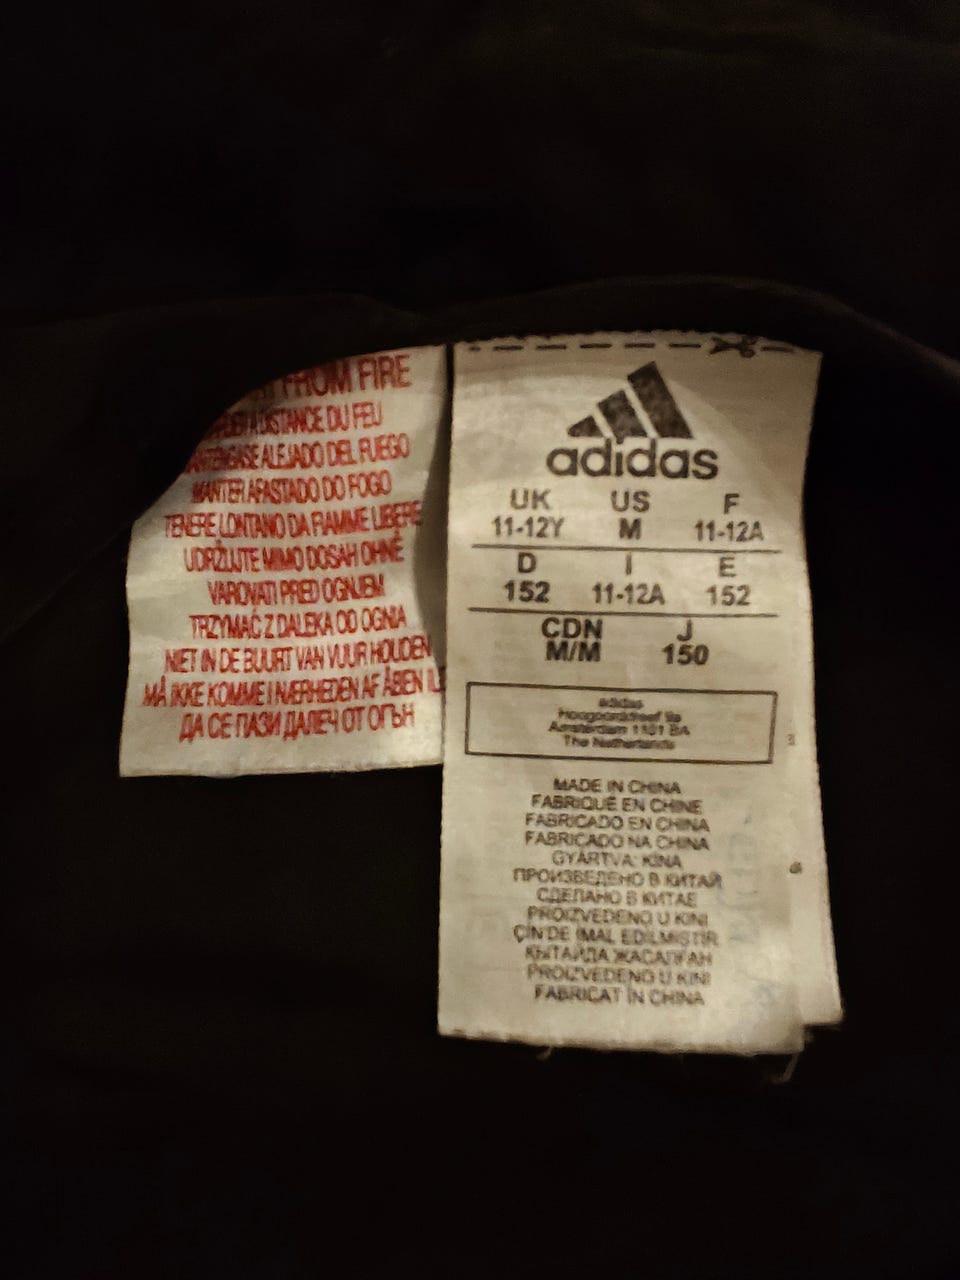 FROM FIRE
DISTANCE DU FEU
ALEJADO DEL FUEGO
MANTER AFASTADO DO FOGO
TENERE LONTANO DA FIAMME LIBERE
UDRŽUJTE MIMO DOSAH OHNĚ
VAROVATI PRED OGNJEM
TRZYMAĆ Z DALEKA OD OGNIA
NIET IN DE BUURT VAN VUUR HOUDEN
MÅ IKKE KOMME I NÆRHEDEN AF ÅBEN
ДА СЕ ПАЗИ ДАЛЕЧ ОТ ОГЪН
adidas
UK US F
11-12Y M 11-12A
D I E
152 11-12A 152
CDN J
M/M 150
adidas
Hoogoorddreef 9a
Amsterdam 1101 BA
The Netherlands
MADE IN CHINA
FABRIQUÉ EN CHINE
FABRICADO EN CHINA
FABRICADO NA CHINA
GYÁRTVA: KÍNA
ПРОИЗВЕДЕНО В КИТАЙ
СДЕЛАНО В КИТАЕ
PROIZVEDENO U KINI
ÇİN'DE İMAL EDİLMİŞTİR
ҚЫТАЙДА ЖАСАЛҒАН
PROIZVEDENO U KINI
FABRICAT ÎN CHINA